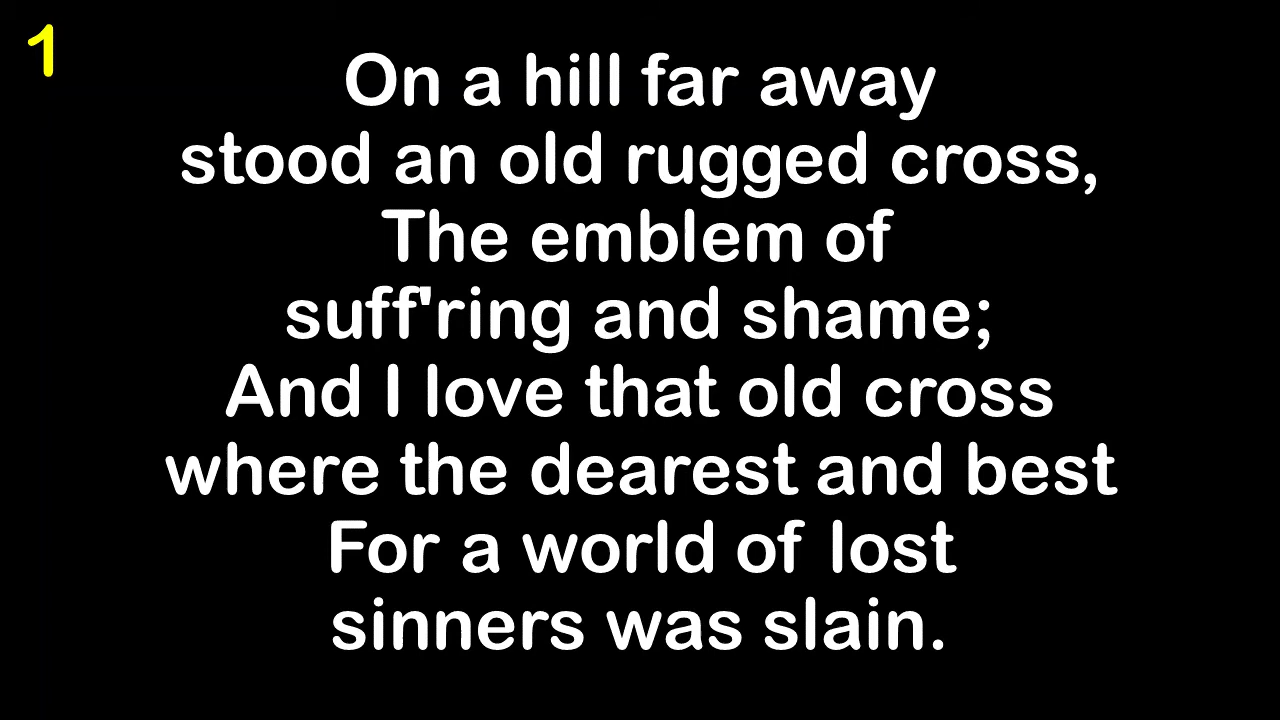 1
On a hill far away
stood an old rugged cross,
The emblem of
suff'ring and shame;
And I love that old cross
where the dearest and best
For a world of lost
sinners was slain.